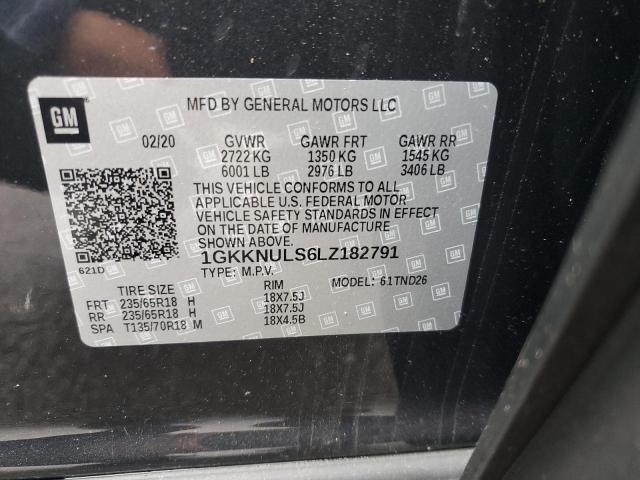 GM
MFD BY GENERAL MOTORS LLC
02/20 GVWR GAWR FRT GAWR RR
2722 KG 1350 KG 1545 KG
6001 LB 2976 LB 3406 LB
THIS VEHICLE CONFORMS TO ALL
APPLICABLE U.S. FEDERAL MOTOR
VEHICLE SAFETY STANDARDS IN EFFECT
ON THE DATE OF MANUFACTURE
SHOWN ABOVE.
1GKKNULS6LZ182791
621D
TYPE: M.P.V. MODEL: 61TND26
TIRE SIZE RIM
FRT 235/65R18 H 18X7.5J
RR 235/65R18 H 18X7.5J
SPA T135/70R18 M 18X4.5B